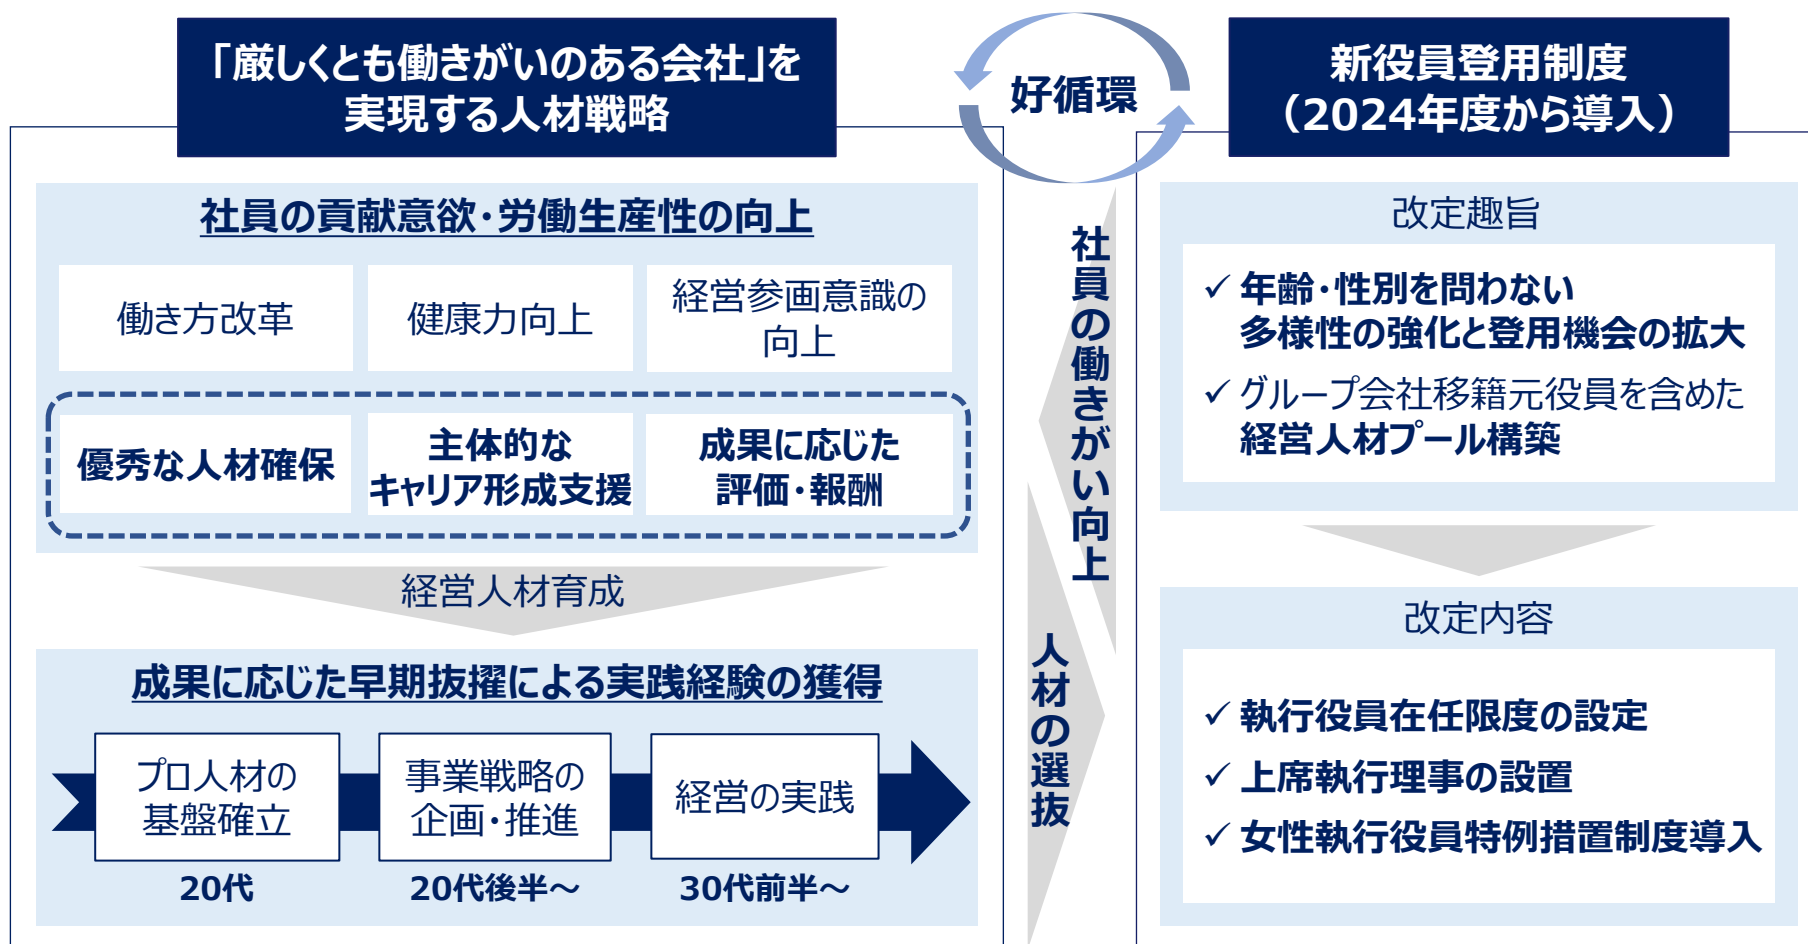 「厳しくとも働きがいのある会社」を
実現する人材戦略
社員の貢献意欲・労働生産性の向上
働き方改革
健康力向上
経営参画意識の
向上
優秀な人材確保
主体的な
キャリア形成支援
成果に応じた
評価・報酬
経営人材育成
成果に応じた早期抜擢による実践経験の獲得
プロ人材の
基盤確立
事業戦略の
企画・推進
経営の実践
20代
20代後半～
30代前半～
好循環
社員の働きがい向上
人材の選抜
新役員登用制度
（2024年度から導入）
改定趣旨
✓ 年齢・性別を問わない
多様性の強化と登用機会の拡大
✓ グループ会社移籍元役員を含めた
経営人材プール構築
改定内容
✓ 執行役員在任限度の設定
✓ 上席執行理事の設置
✓ 女性執行役員特例措置制度導入